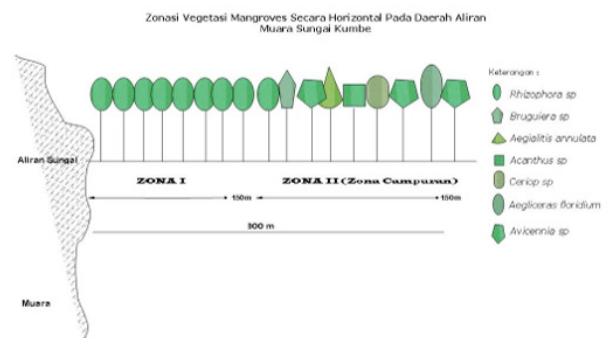 Zonasi Vegetasi Mangroves Secara Horizontal Pada Daerah Aliran
Muara Sungai Kumbe
Keterangan :
Rhizophora sp
Bruguiera sp
Aegialitis annulata
Acanthus sp
Ceriop sp
Aegliceras floridium
Avicennia sp
Aliran Sungai
ZONA I
ZONA II (Zona Campuran)
150m
150m
300 m
Muara